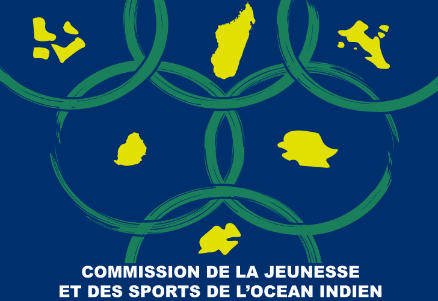 COMMISSION DE LA JEUNESSE
ET DES SPORTS DE L'OCEAN INDIEN